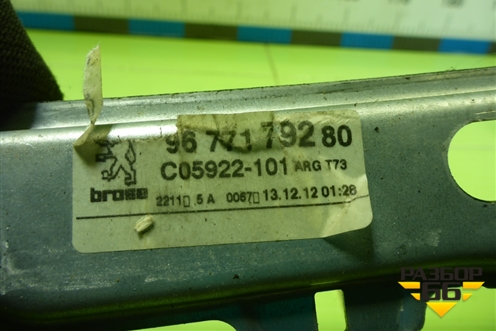 96 771 792 80
C05922-101 ARG T73
brose
2211□ .5 A 0067□ 13.12.12 01:28
РАЗБОР
66